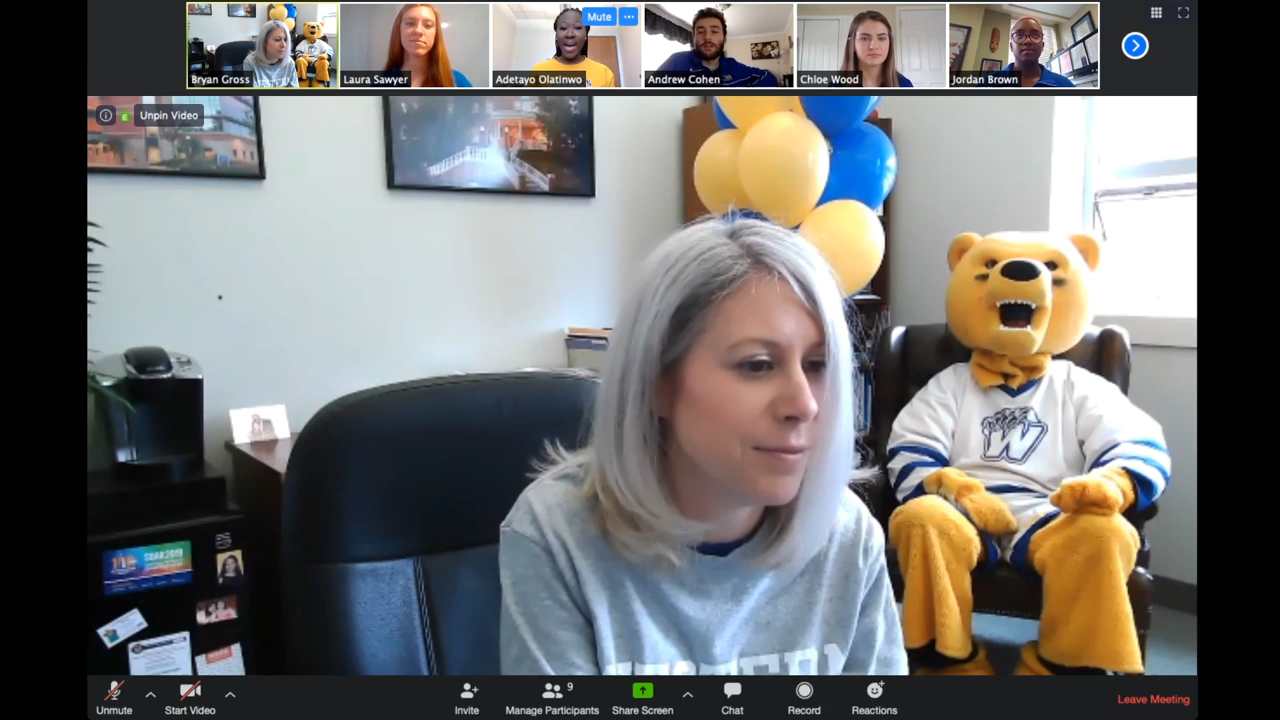 Mute
Bryan Gross
Laura Sawyer
Adetayo Olatinwo
Andrew Cohen
Chloe Wood
Jordan Brown
Unpin Video
W
WESTERN
9
Unmute
Start Video
Invite
Manage Participants
Share Screen
Chat
Record
Reactions
Leave Meeting